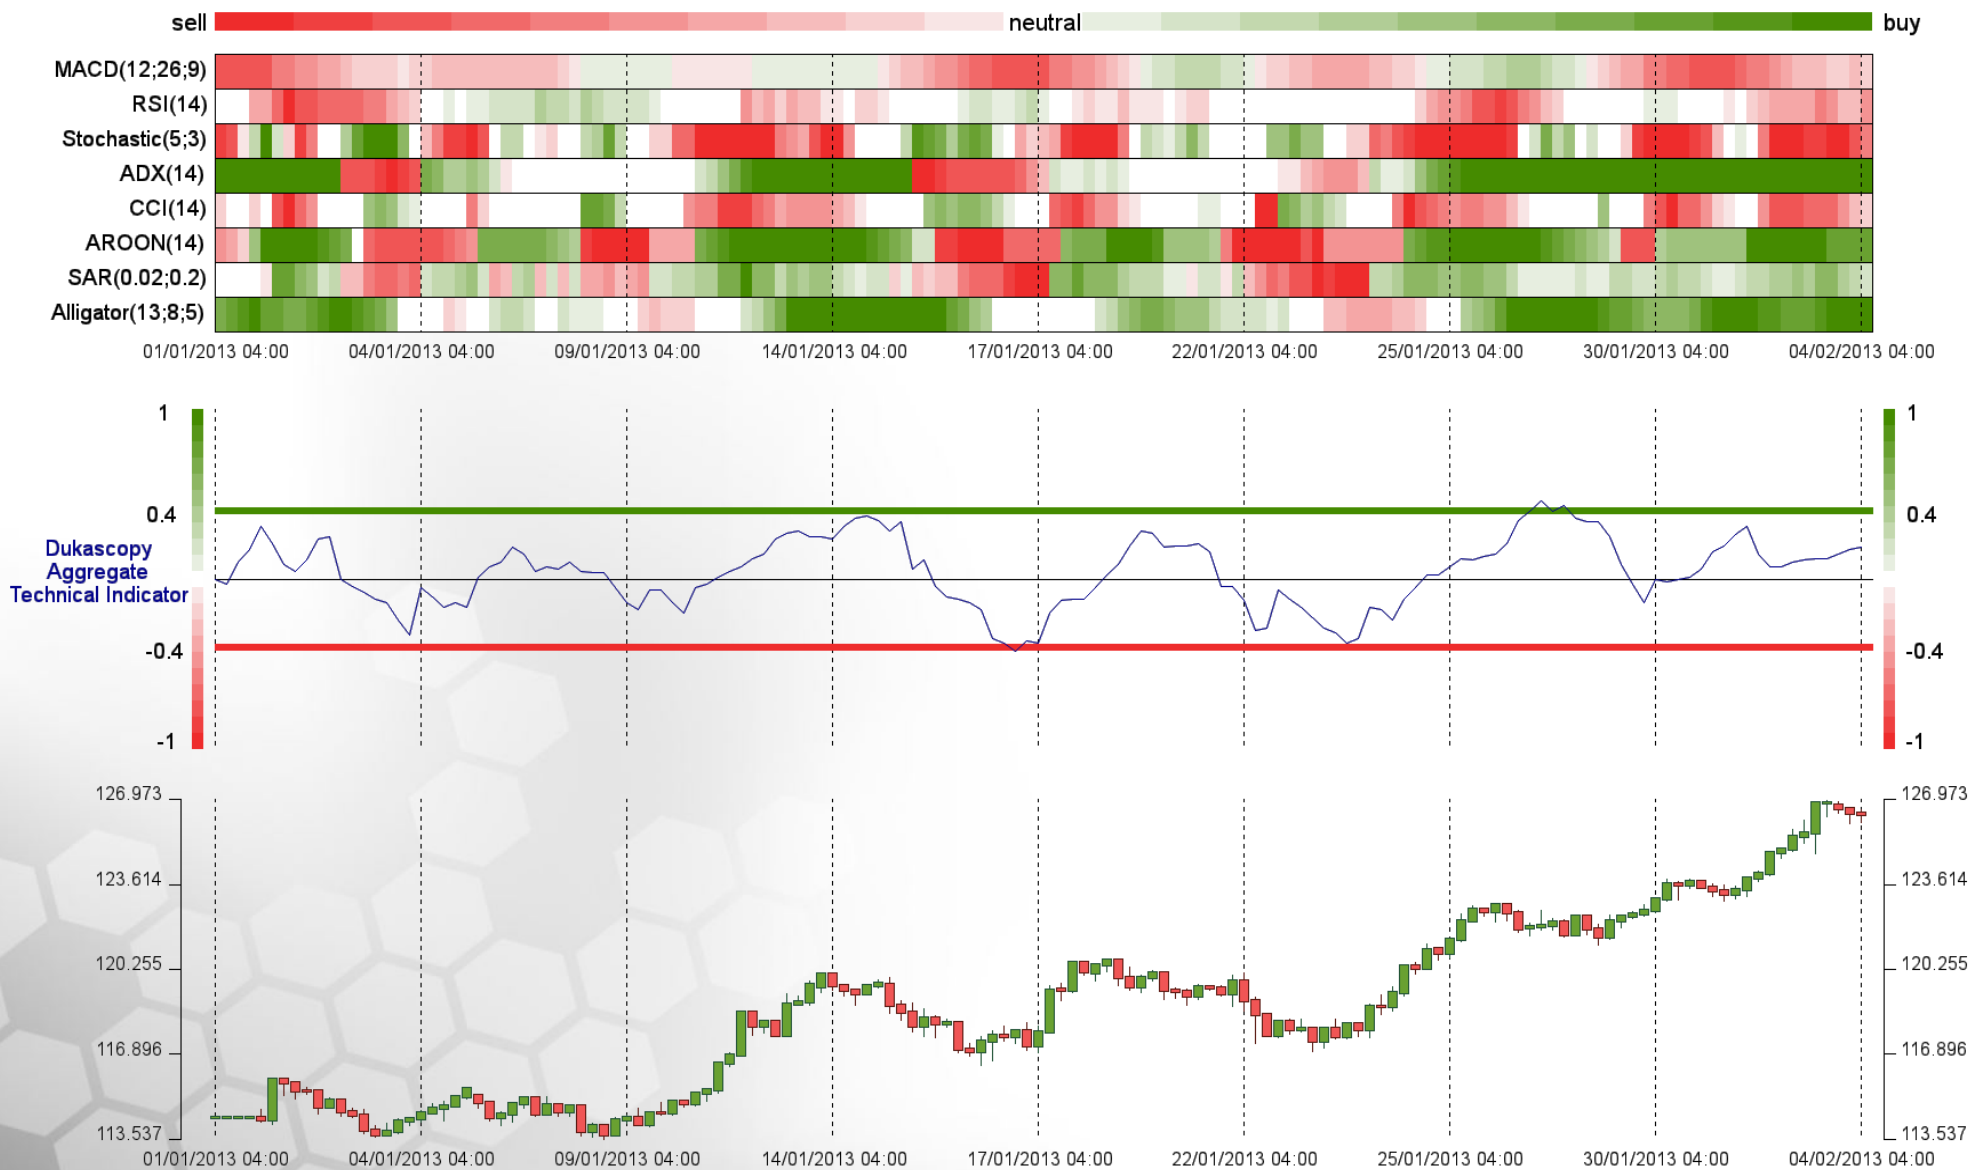 sell neutral buy
MACD(12;26;9)
RSI(14)
Stochastic(5;3)
ADX(14)
CCI(14)
AROON(14)
SAR(0.02;0.2)
Alligator(13;8;5)
01/01/2013 04:00 04/01/2013 04:00 09/01/2013 04:00 14/01/2013 04:00 17/01/2013 04:00 22/01/2013 04:00 25/01/2013 04:00 30/01/2013 04:00 04/02/2013 04:00
1 1
0.4 0.4
Dukascopy
Aggregate
Technical Indicator
-0.4 -0.4
-1 -1
126.973 126.973
123.614 123.614
120.255 120.255
116.896 116.896
113.537 113.537
01/01/2013 04:00 04/01/2013 04:00 09/01/2013 04:00 14/01/2013 04:00 17/01/2013 04:00 22/01/2013 04:00 25/01/2013 04:00 30/01/2013 04:00 04/02/2013 04:00